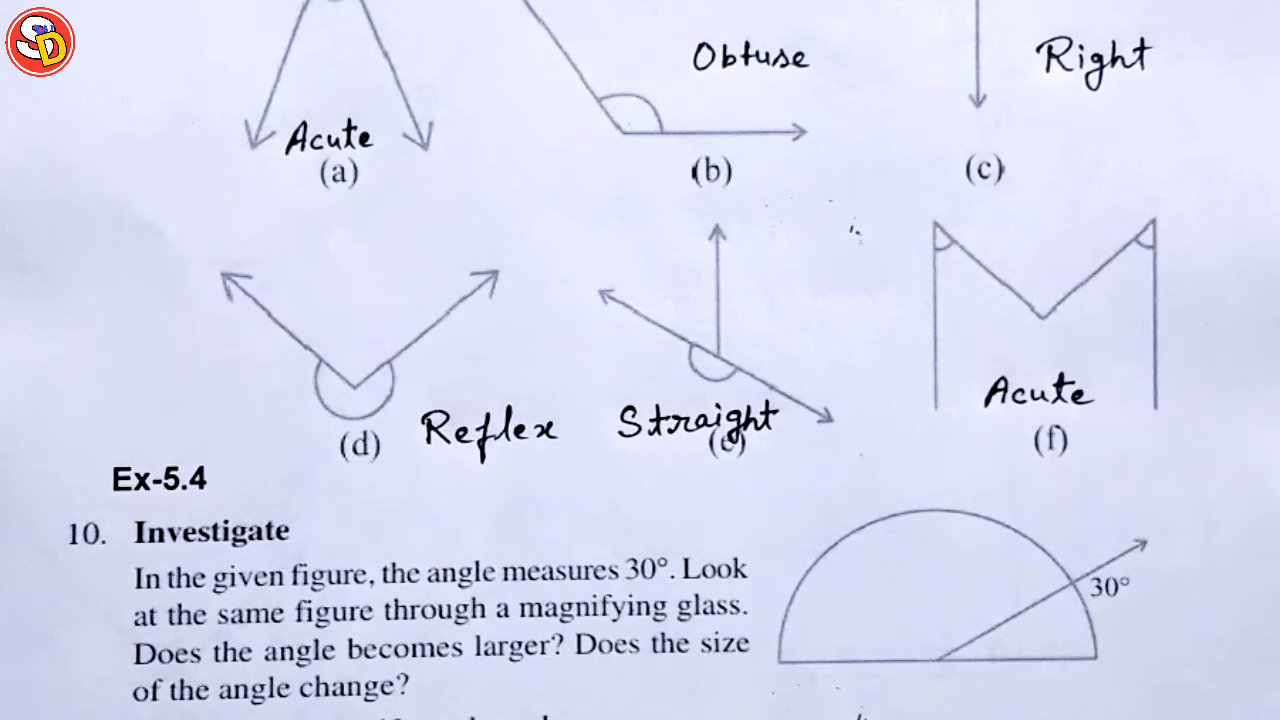 SD
Obtuse
Right
Acute
(a)
(b)
(c)
Acute
Reflex
Straight
(d)
(e)
(f)
Ex-5.4
10. Investigate
In the given figure, the angle measures 30°. Look
at the same figure through a magnifying glass.
Does the angle becomes larger? Does the size
of the angle change?
30°